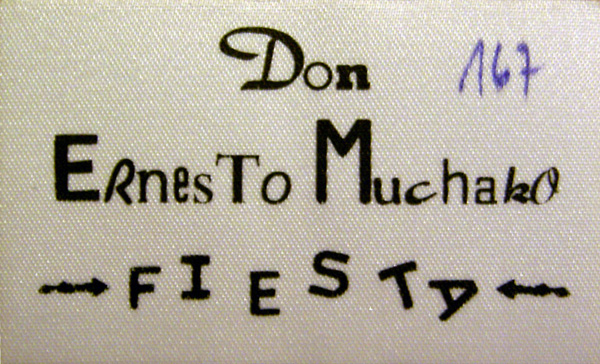 Don 167
ErnesTo Muchako
FIESTA